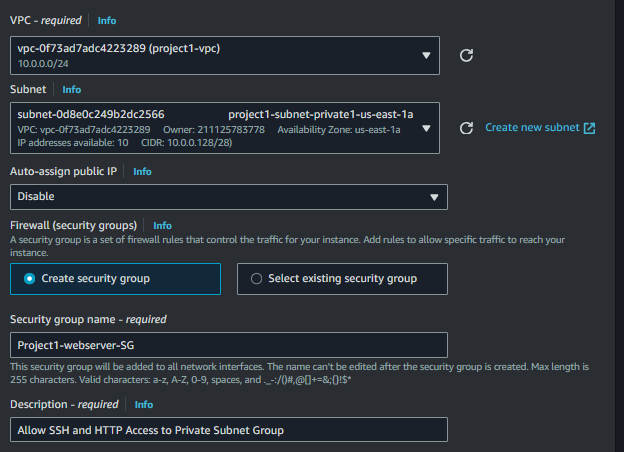 VPC - required Info
vpc-0f73ad7adc4223289 (project1-vpc)
10.0.0.0/24
Subnet Info
subnet-0d8e0c249b2dc2566 project1-subnet-private1-us-east-1a
VPC: vpc-0f73ad7adc4223289 Owner: 211125783778 Availability Zone: us-east-1a
IP addresses available: 10 CIDR: 10.0.0.128/28)
Create new subnet
Auto-assign public IP Info
Disable
Firewall (security groups) Info
A security group is a set of firewall rules that control the traffic for your instance. Add rules to allow specific traffic to reach your
instance.
Create security group
Select existing security group
Security group name - required
Project1-webserver-SG
This security group will be added to all network interfaces. The name can't be edited after the security group is created. Max length is
255 characters. Valid characters: a-z, A-Z, 0-9, spaces, and ._-:/()#,@[]+=&;{}!$*
Description - required Info
Allow SSH and HTTP Access to Private Subnet Group